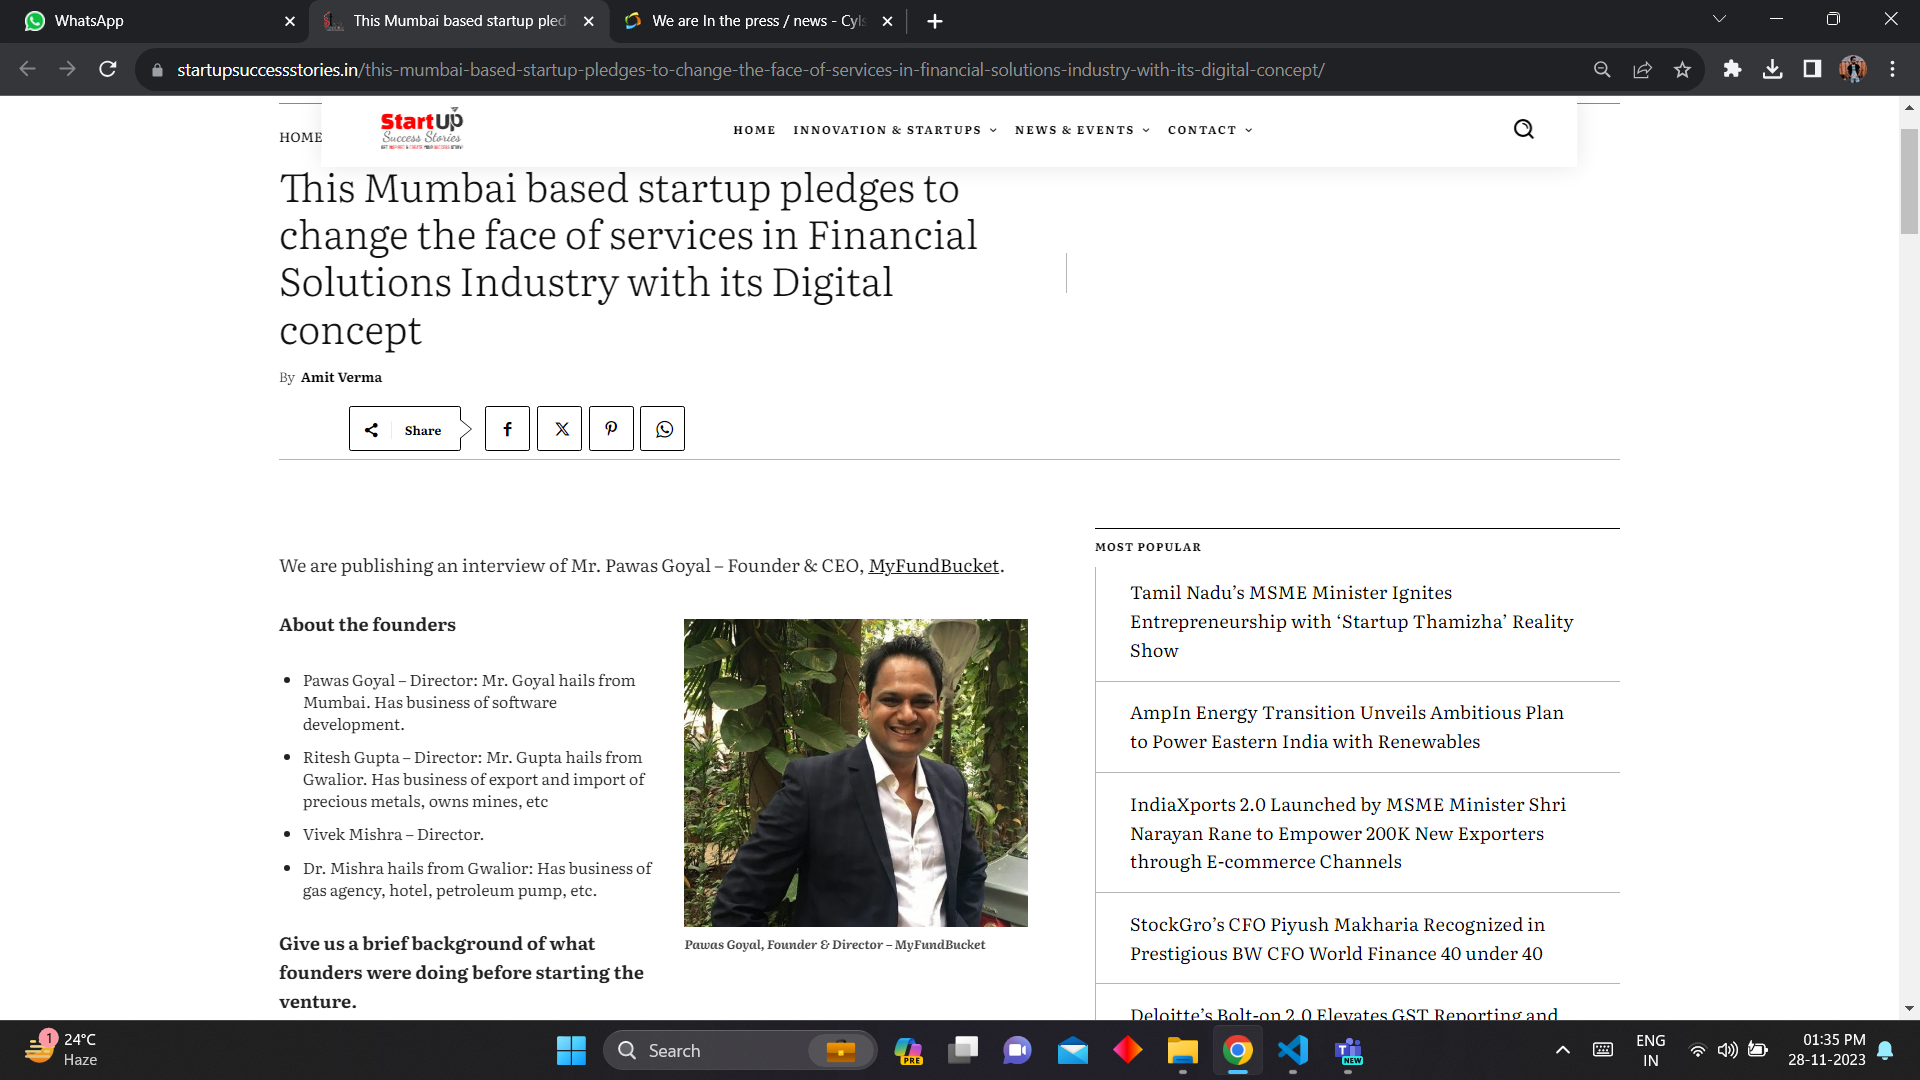 WhatsApp
This Mumbai based startup pled
We are In the press / news - Cyls
startupsuccessstories.in/this-mumbai-based-startup-pledges-to-change-the-face-of-services-in-financial-solutions-industry-with-its-digital-concept/
HOME
StartUp
Success Stories
HOME INNOVATION & STARTUPS NEWS & EVENTS CONTACT
This Mumbai based startup pledges to
change the face of services in Financial
Solutions Industry with its Digital
concept
By Amit Verma
Share
We are publishing an interview of Mr. Pawas Goyal – Founder & CEO, MyFundBucket.
About the founders
Pawas Goyal – Director: Mr. Goyal hails from
Mumbai. Has business of software
development.
Ritesh Gupta – Director: Mr. Gupta hails from
Gwalior. Has business of export and import of
precious metals, owns mines, etc
Vivek Mishra – Director.
Dr. Mishra hails from Gwalior: Has business of
gas agency, hotel, petroleum pump, etc.
Give us a brief background of what
founders were doing before starting the
venture.
Pawas Goyal, Founder & Director – MyFundBucket
MOST POPULAR
Tamil Nadu’s MSME Minister Ignites
Entrepreneurship with ‘Startup Thamizha’ Reality
Show
AmpIn Energy Transition Unveils Ambitious Plan
to Power Eastern India with Renewables
IndiaXports 2.0 Launched by MSME Minister Shri
Narayan Rane to Empower 200K New Exporters
through E-commerce Channels
StockGro’s CFO Piyush Makharia Recognized in
Prestigious BW CFO World Finance 40 under 40
Deloitte’s Bolt-on 2.0 Elevates GST Reporting and
1
24°C
Haze
Search
PRE
NEW
ENG
IN
01:35 PM
28-11-2023